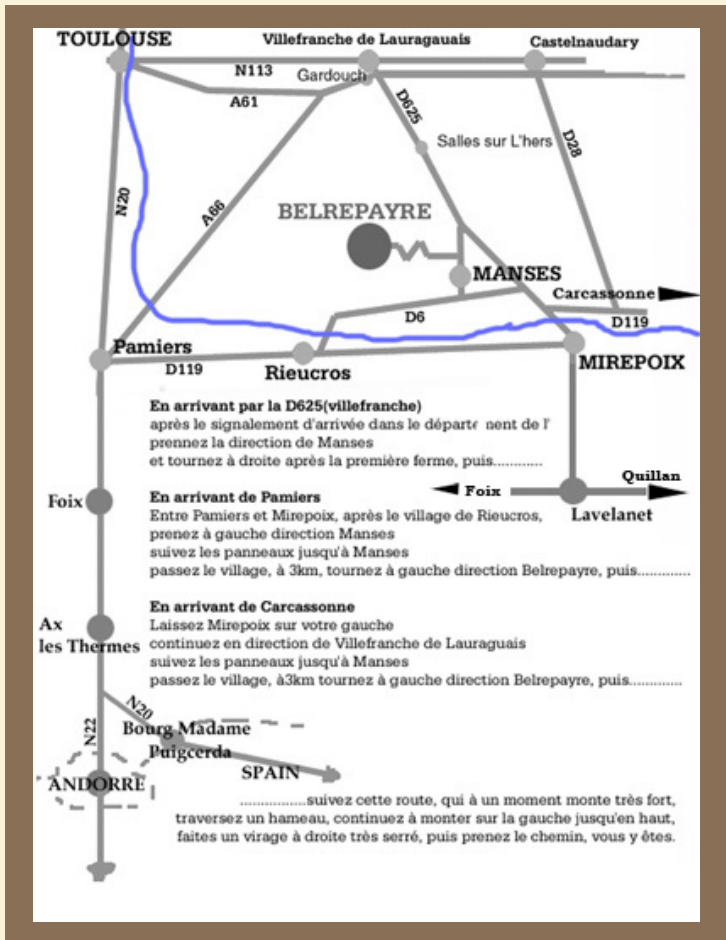 TOULOUSE
Villefranche de Lauragauais
Castelnaudary
N113
Gardouch
A61
D625
Salles sur L'hers
D28
N20
A66
BELREPAYRE
MANSES
Carcassonne
D6
D119
Pamiers
D119
Rieucros
MIREPOIX
En arrivant par la D625(villefranche)
après le signalement d'arrivée dans le départe nent de l'
prennez la direction de Manses
et tournez à droite après la première ferme, puis............
Foix
Quillan
Lavelanet
Foix
En arrivant de Pamiers
Entre Pamiers et Mirepoix, après le village de Rieucros,
prenez à gauche direction Manses
suivez les panneaux jusqu'à Manses
passez le village, à 3km, tournez à gauche direction Belrepayre, puis.............
En arrivant de Carcassonne
Laissez Mirepoix sur votre gauche
continuez en direction de Villefranche de Lauraguais
suivez les panneaux jusqu'à Manses
passez le village, à3km tournez à gauche direction Belrepayre, puis.............
Ax
les Thermes
N20
N22
Bourg Madame
Puigcerda
SPAIN
ANDORRE
................suivez cette route, qui à un moment monte très fort,
traversez un hameau, continuez à monter sur la gauche jusqu'en haut,
faites un virage à droite très serré, puis prenez le chemin, vous y êtes.